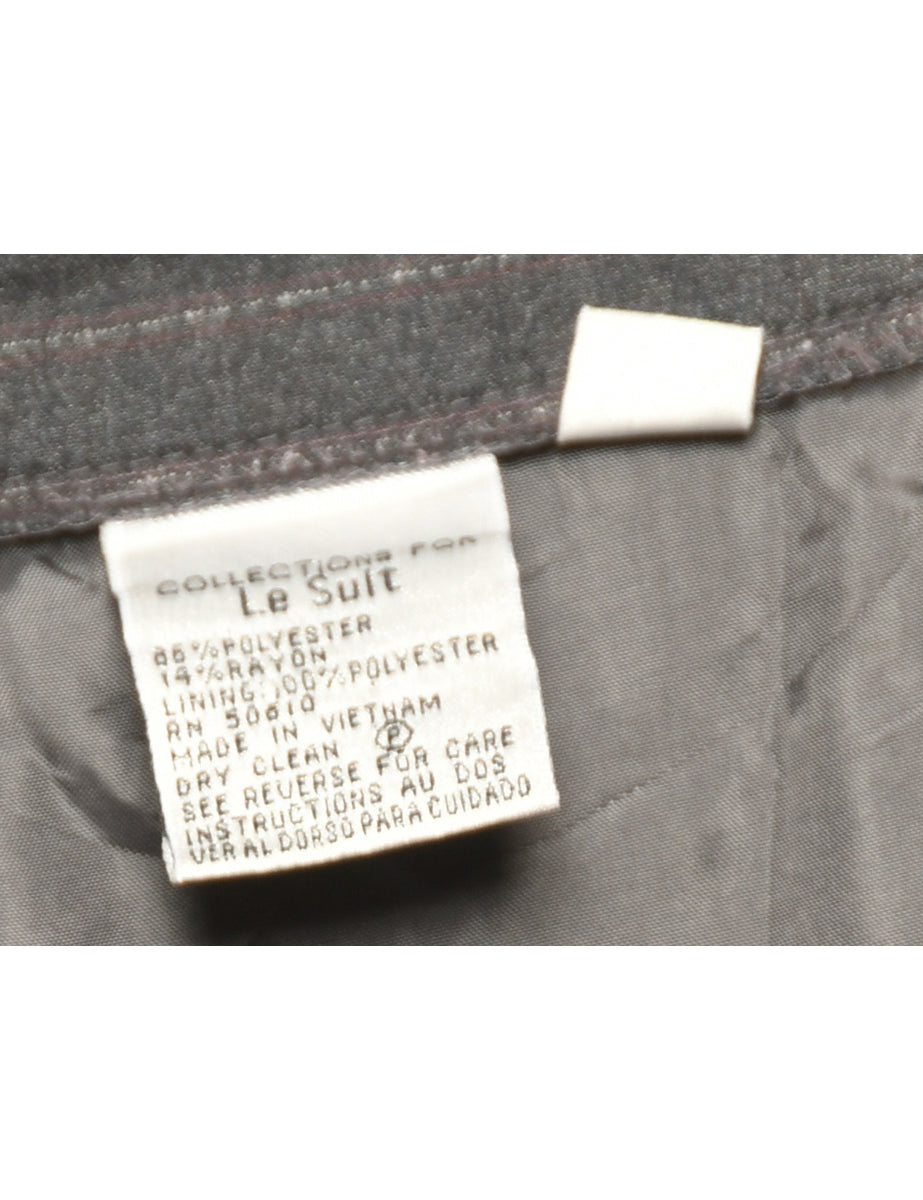 COLLECTIONS FOR
Le Suit
86%POLYESTER
14%RAYON
LINING:100%POLYESTER
RN 50610
MADE IN VIETNAM
DRY CLEAN P
SEE REVERSE FOR CARE
INSTRUCTIONS AU DOS
VER AL DORSO PARA CUIDADO